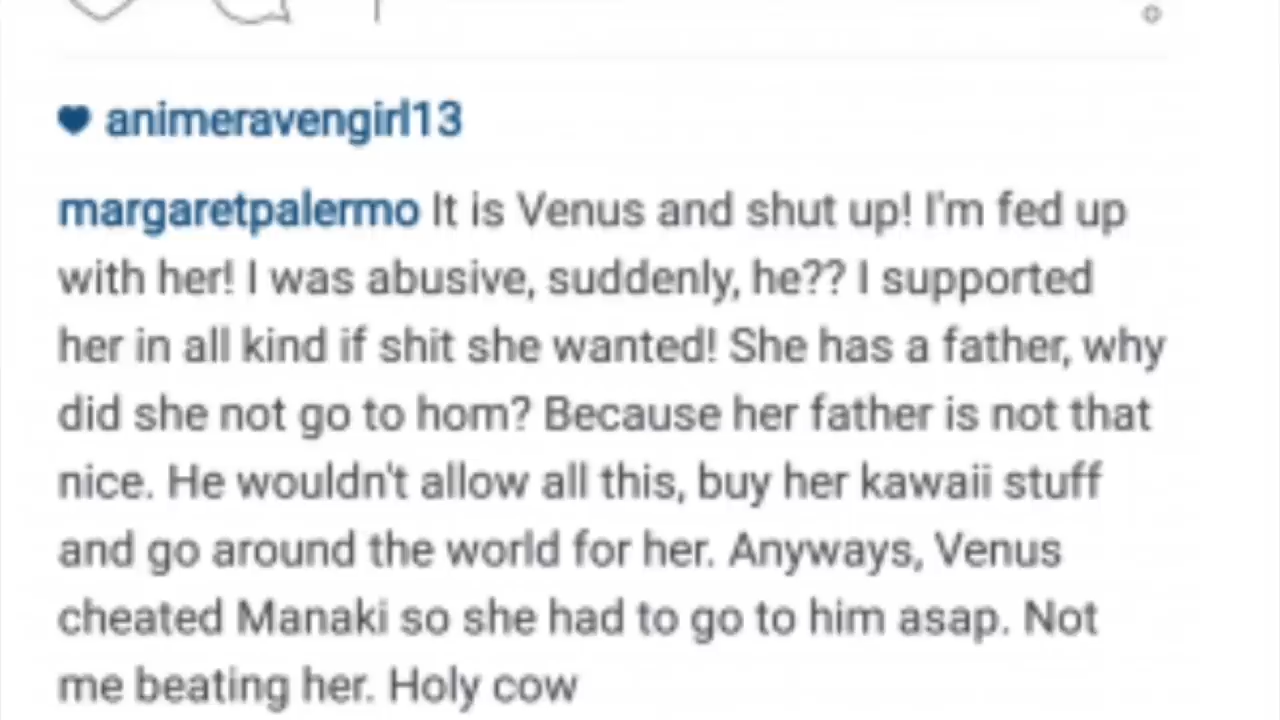 animeravengirl13
margaretpalermo It is Venus and shut up! I'm fed up
with her! I was abusive, suddenly, he?? I supported
her in all kind if shit she wanted! She has a father, why
did she not go to hom? Because her father is not that
nice. He wouldn't allow all this, buy her kawaii stuff
and go around the world for her. Anyways, Venus
cheated Manaki so she had to go to him asap. Not
me beating her. Holy cow